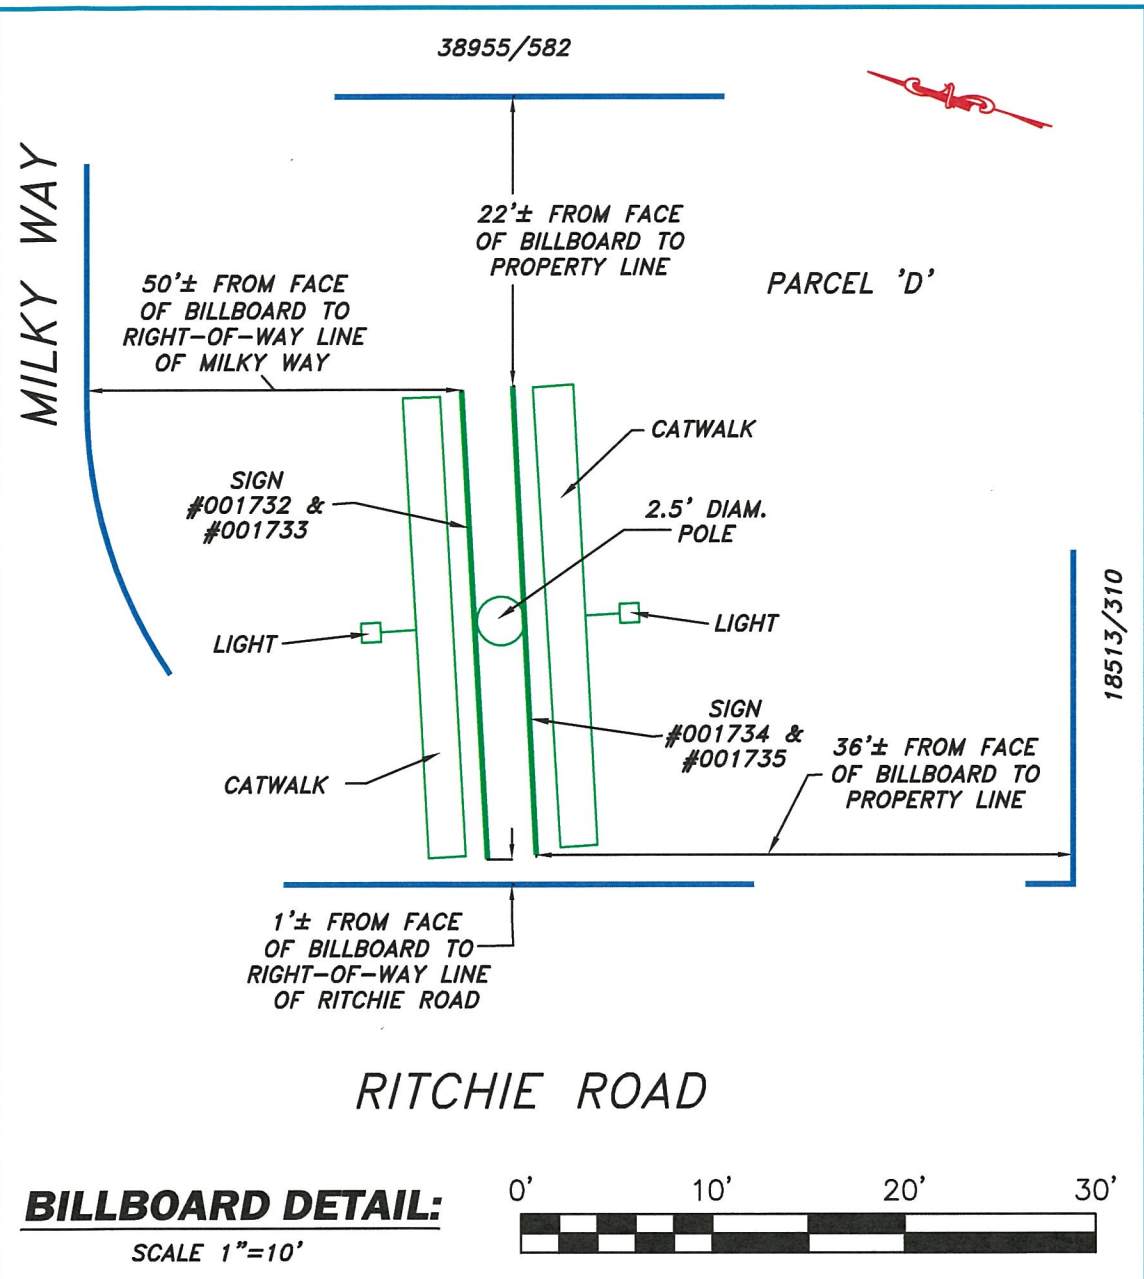 38955/582
MILKY WAY
22'± FROM FACE
OF BILLBOARD TO
PROPERTY LINE
PARCEL 'D'
50'± FROM FACE
OF BILLBOARD TO
RIGHT-OF-WAY LINE
OF MILKY WAY
CATWALK
SIGN
#001732 &
#001733
2.5' DIAM.
POLE
LIGHT
LIGHT
18513/310
SIGN
#001734 &
#001735
36'± FROM FACE
OF BILLBOARD TO
PROPERTY LINE
CATWALK
1'± FROM FACE
OF BILLBOARD TO
RIGHT-OF-WAY LINE
OF RITCHIE ROAD
RITCHIE ROAD
BILLBOARD DETAIL:
SCALE 1"=10'
0' 10' 20' 30'